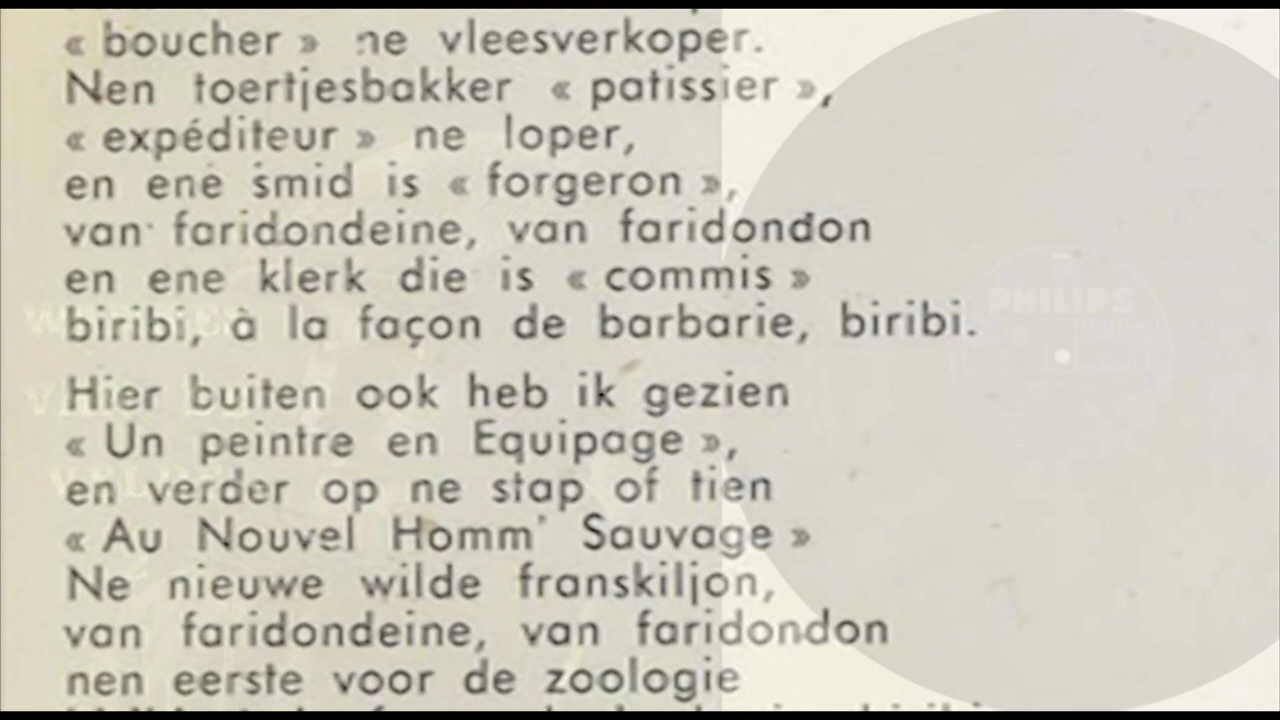 « boucher » ne vleesverkoper.
Nen toertjesbakker « patissier »,
« expéditeur » ne loper,
en ene smid is « forgeron »,
van faridondeine, van faridondon
en ene klerk die is « commis »
biribi, à la façon de barbarie, biribi.
Hier buiten ook heb ik gezien
« Un peintre en Equipage »,
en verder op ne stap of tien
« Au Nouvel Homm' Sauvage »
Ne nieuwe wilde franskiljon,
van faridondeine, van faridondon
nen eerste voor de zoologie
PHILIPS